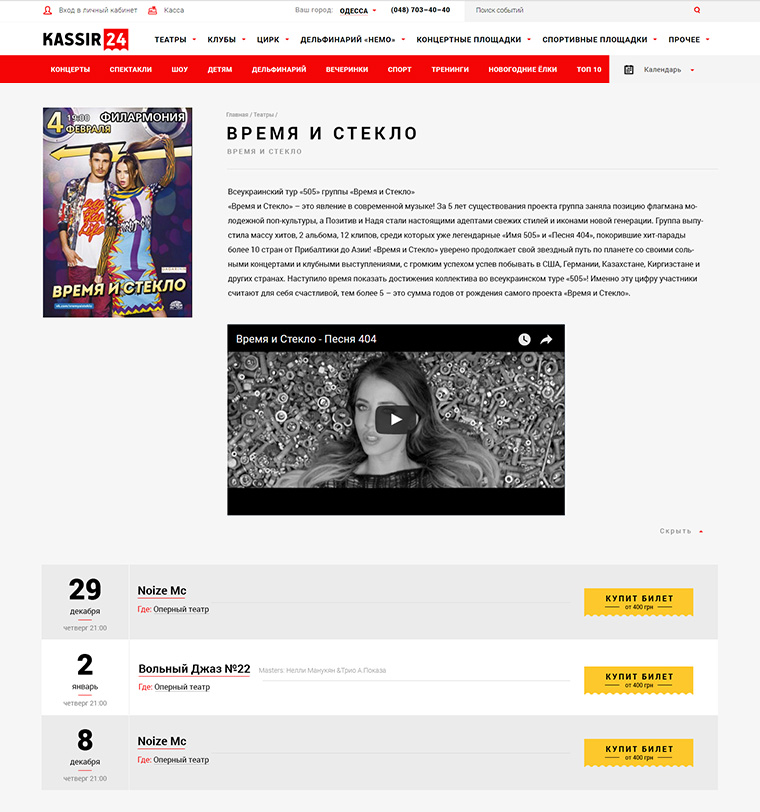 Вход в личный кабинет Касса Ваш город: ОДЕССА (048) 703–40–40 Поиск событий
KASSIR 24 ТЕАТРЫ КЛУБЫ ЦИРК ДЕЛЬФИНАРИЙ «НЕМО» КОНЦЕРТНЫЕ ПЛОЩАДКИ СПОРТИВНЫЕ ПЛОЩАДКИ ПРОЧЕЕ
КОНЦЕРТЫ СПЕКТАКЛИ ШОУ ДЕТЯМ ДЕЛЬФИНАРИЙ ВЕЧЕРИНКИ СПОРТ ТРЕНИНГИ НОВОГОДНИЕ ЁЛКИ ТОП 10 Календарь
4 19:00 ФИЛАРМОНИЯ
ФЕВРАЛЯ
ВРЕМЯ И СТЕКЛО
Главная / Театры /
ВРЕМЯ И СТЕКЛО
ВРЕМЯ И СТЕКЛО
Всеукраинский тур «505» группы «Время и Стекло»
«Время и Стекло» – это явление в современной музыке! За 5 лет существования проекта группа заняла позицию флагмана мо-
лодежной поп-культуры, а Позитив и Надя стали настоящими адептами свежих стилей и иконами новой генерации. Группа выпу-
стила массу хитов, 2 альбома, 12 клипов, среди которых уже легендарные «Имя 505» и «Песня 404», покорившие хит-парады
более 10 стран от Прибалтики до Азии! «Время и Стекло» уверено продолжает свой звездный путь по планете со своими соль-
ными концертами и клубными выступлениями, с громким успехом успев побывать в США, Германии, Казахстане, Киргизстане и
других странах. Наступило время показать достижения коллектива во всеукраинском туре «505»! Именно эту цифру участники
считают для себя счастливой, тем более 5 – это сумма годов от рождения самого проекта «Время и Стекло».
Время и Стекло - Песня 404
Скрыть
29
декабря
четверг 21:00
Noize Mc
Где: Оперный театр
КУПИТ БИЛЕТ
от 400 грн
2
январь
четверг 21:00
Вольный Джаз №22 Masters: Нелли Манукян &Трио А.Показа
Где: Оперный театр
КУПИТ БИЛЕТ
от 400 грн
8
декабря
четверг 21:00
Noize Mc
Где: Оперный театр
КУПИТ БИЛЕТ
от 400 грн